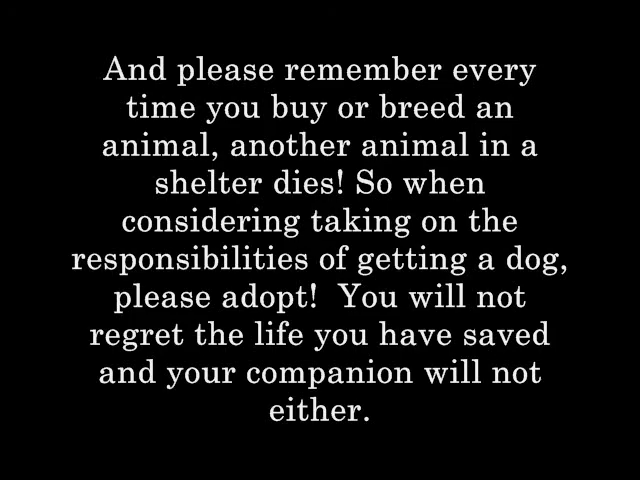 And please remember every
time you buy or breed an
animal, another animal in a
shelter dies! So when
considering taking on the
responsibilities of getting a dog,
please adopt!  You will not
regret the life you have saved
and your companion will not
either.